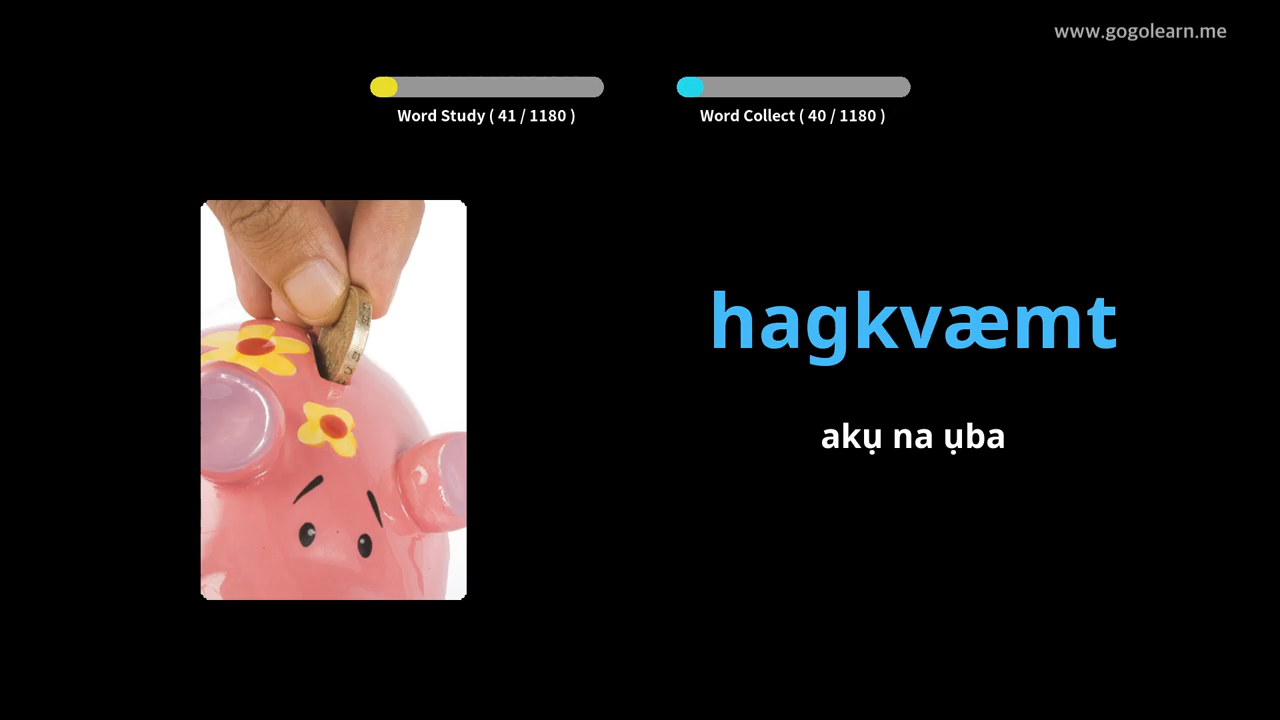 www.gogolearn.me
Word Study ( 41 / 1180 )
Word Collect ( 40 / 1180 )
hagkvæmt
akụ na ụba